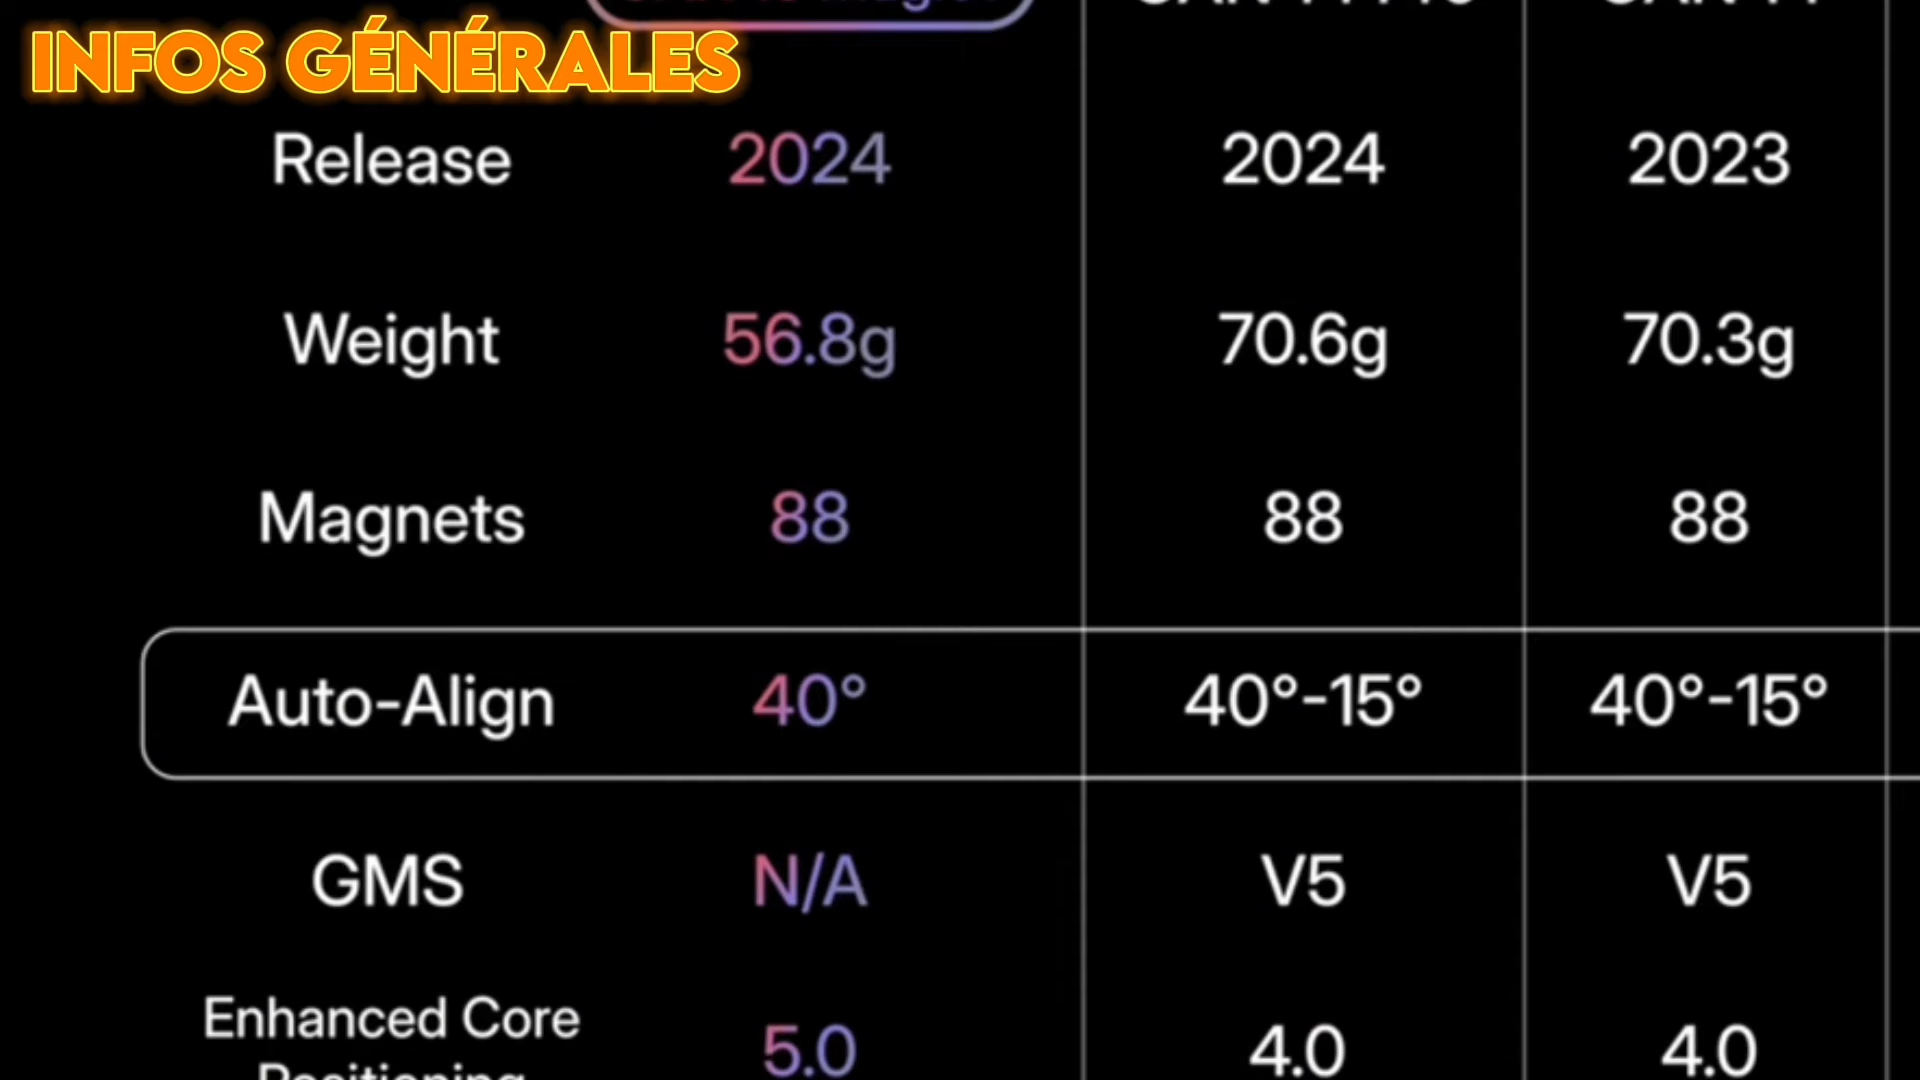 INFOS GÉNÉRALES
Release 2024 2024 2023
Weight 56.8g 70.6g 70.3g
Magnets 88 88 88
Auto-Align 40° 40°-15° 40°-15°
GMS N/A V5 V5
Enhanced Core
Positioning 5.0 4.0 4.0